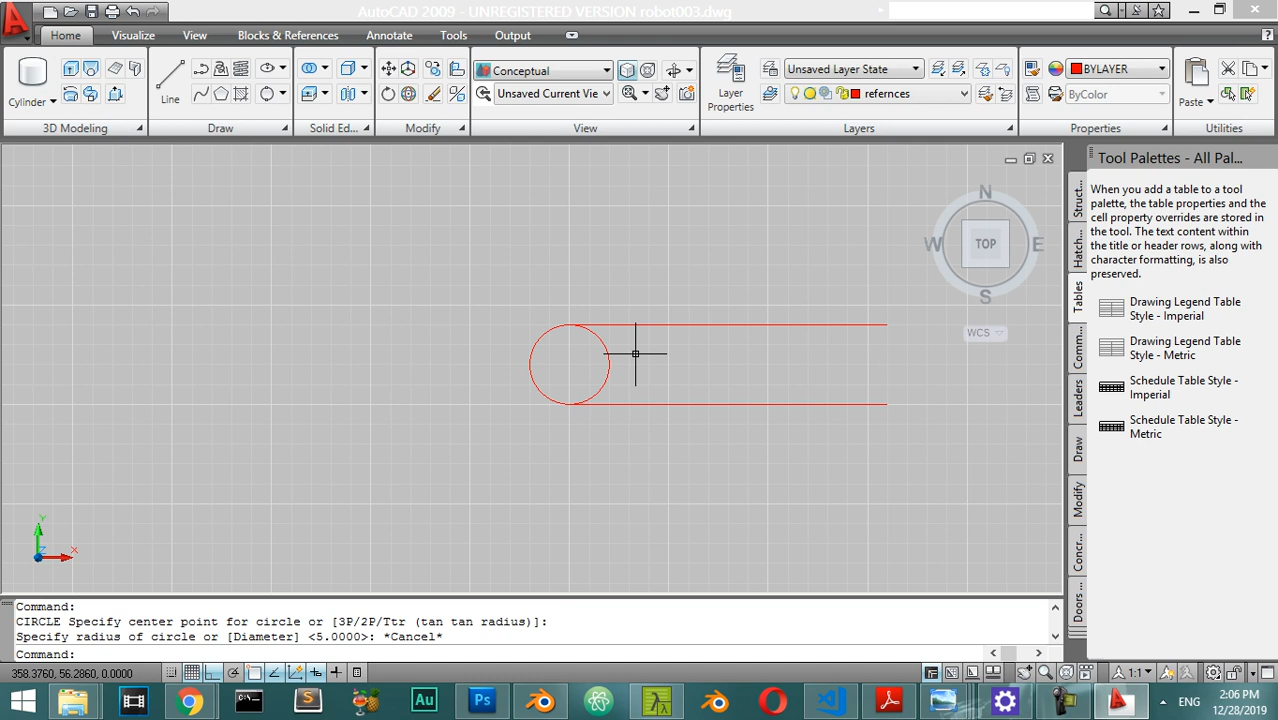 AutoCAD 2009 - UNREGISTERED VERSION robot003.dwg
Home Visualize View Blocks & References Annotate Tools Output
Cylinder Line
Conceptual
Unsaved Current Vie
Layer
Properties
Unsaved Layer State
refernces
BYLAYER
ByColor
Paste
3D Modeling Draw Solid Ed... Modify View Layers Properties Utilities
N
W TOP E
S
WCS
Y
Z X
Tool Palettes - All Pal...
When you add a table to a tool
palette, the table properties and the
cell property overrides are stored in
the tool. The text content within
the title or header rows, along with
character formatting, is also
preserved.
Drawing Legend Table
Style - Imperial
Drawing Legend Table
Style - Metric
Schedule Table Style -
Imperial
Schedule Table Style -
Metric
Struct...
Hatch...
Tables
Comm...
Leaders
Draw
Modify
Concr...
Doors ...
Command:
CIRCLE Specify center point for circle or [3P/2P/Ttr (tan tan radius)]:
Specify radius of circle or [Diameter] <5.0000>: *Cancel*
Command:
358.3760, 56.2860, 0.0000
1:1
Au Ps
ENG
2:06 PM
12/28/2019